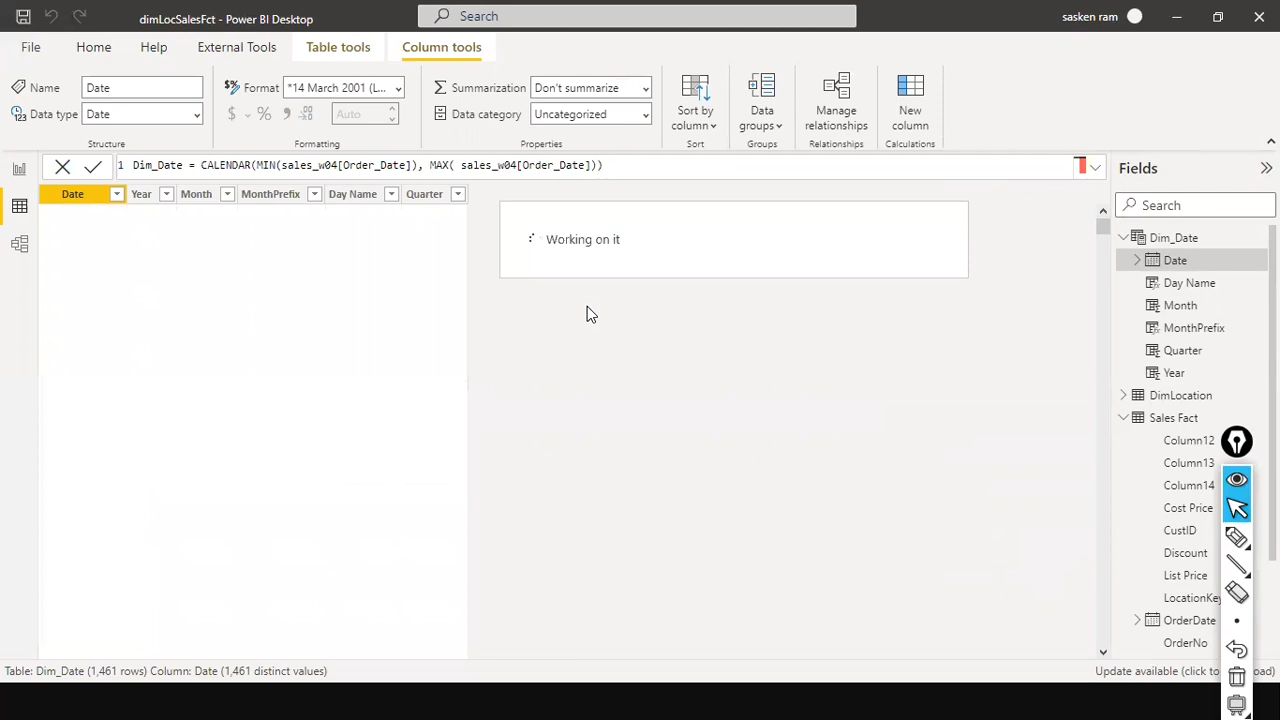 dimLocSalesFct - Power BI Desktop
Search
sasken ram
File
Home
Help
External Tools
Table tools
Column tools
Name
Date
Format
*14 March 2001 (L...
Summarization
Don't summarize
Data type
Date
$
%
Auto
Data category
Uncategorized
Sort by
column
Data
groups
Manage
relationships
New
column
Structure
Formatting
Properties
Sort
Groups
Relationships
Calculations
1 Dim_Date = CALENDAR(MIN(sales_w04[Order_Date]), MAX( sales_w04[Order_Date]))
Date
Year
Month
MonthPrefix
Day Name
Quarter
Working on it
Fields
Search
Dim_Date
Date
Day Name
Month
MonthPrefix
Quarter
Year
DimLocation
Sales Fact
Column12
Column13
Column14
Cost Price
CustID
Discount
List Price
LocationKey
OrderDate
OrderNo
Table: Dim_Date (1,461 rows) Column: Date (1,461 distinct values)
Update available (click to
load)